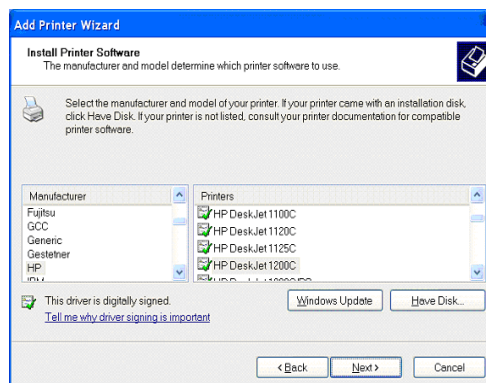 Add Printer Wizard
Install Printer Software
The manufacturer and model determine which printer software to use.
Select the manufacturer and model of your printer. If your printer came with an installation disk,
click Have Disk. If your printer is not listed, consult your printer documentation for compatible
printer software.
Manufacturer
Fujitsu
GCC
Generic
Gestetner
HP
IBM
Printers
HP DeskJet 1100C
HP DeskJet 1120C
HP DeskJet 1125C
HP DeskJet 1200C
This driver is digitally signed.
Tell me why driver signing is important
Windows Update
Have Disk...
< Back
Next >
Cancel